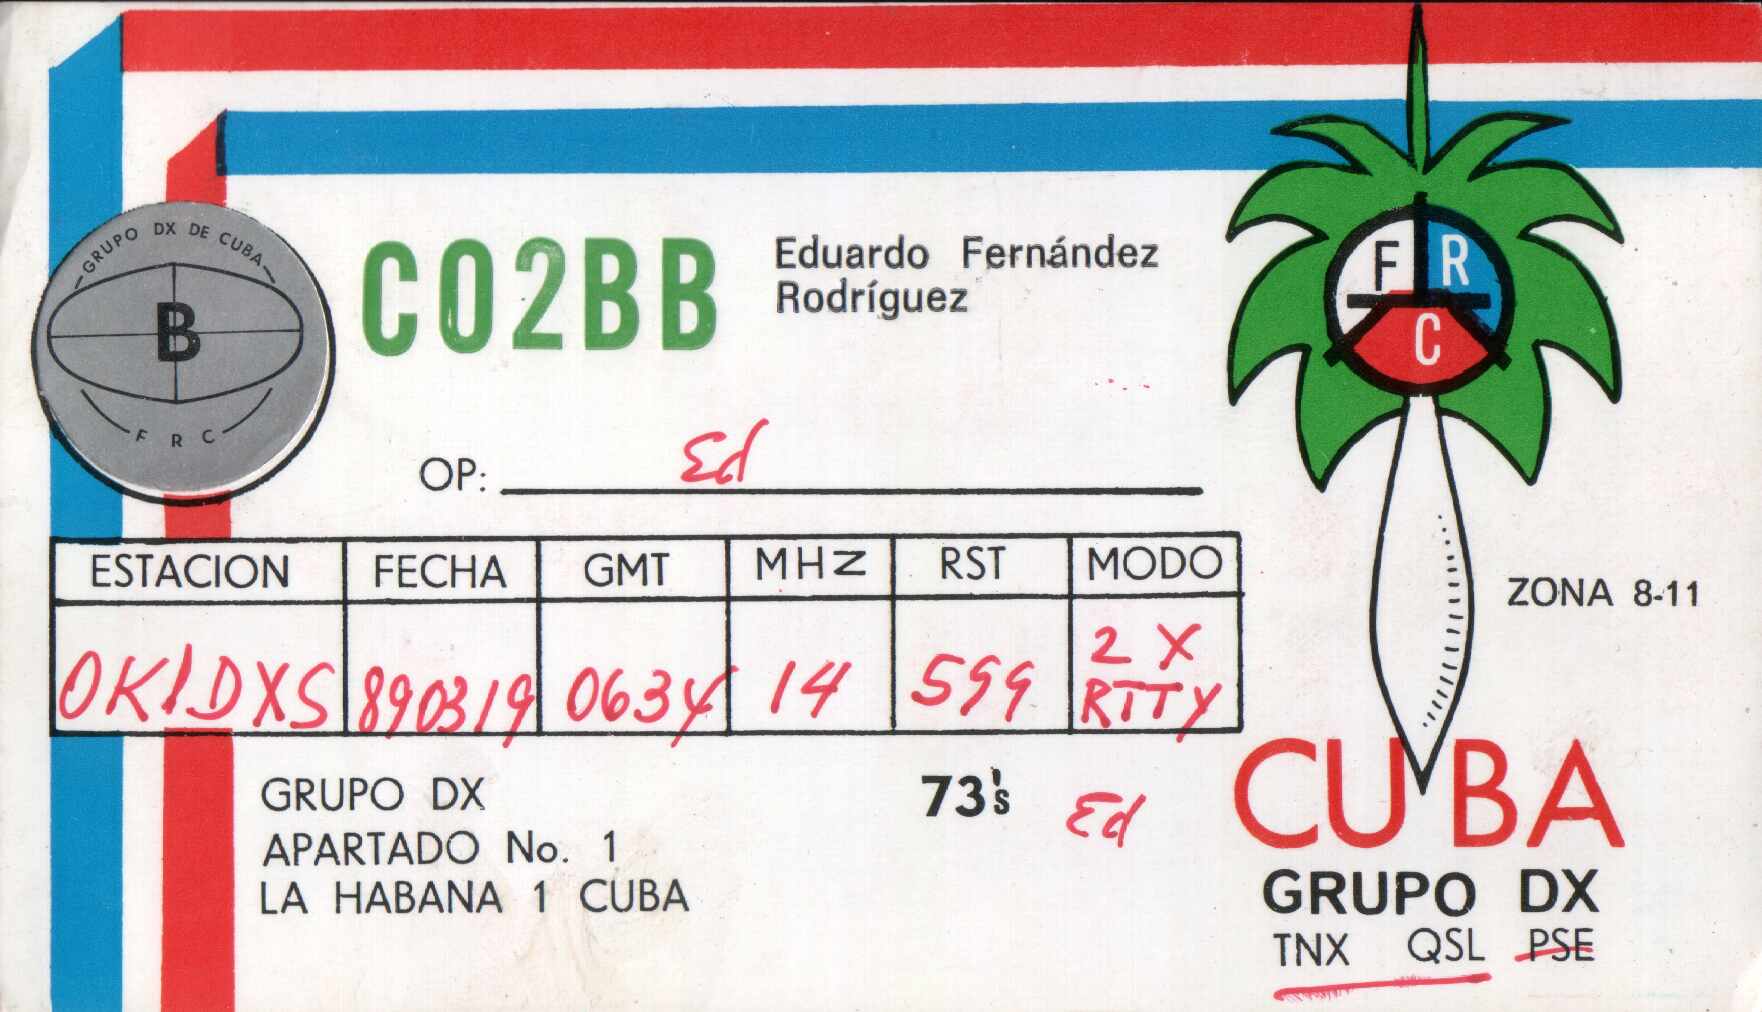 GRUPO DX DE CUBA
B
F R C
CO2BB
Eduardo Fernández
Rodríguez
F R
C
OP: Ed
ESTACION FECHA GMT MHZ RST MODO
OK1DXS 890319 0634 14 599 2 X RTTY
ZONA 8-11
GRUPO DX
APARTADO No. 1
LA HABANA 1 CUBA
73's Ed
CUBA
GRUPO DX
TNX QSL PSE